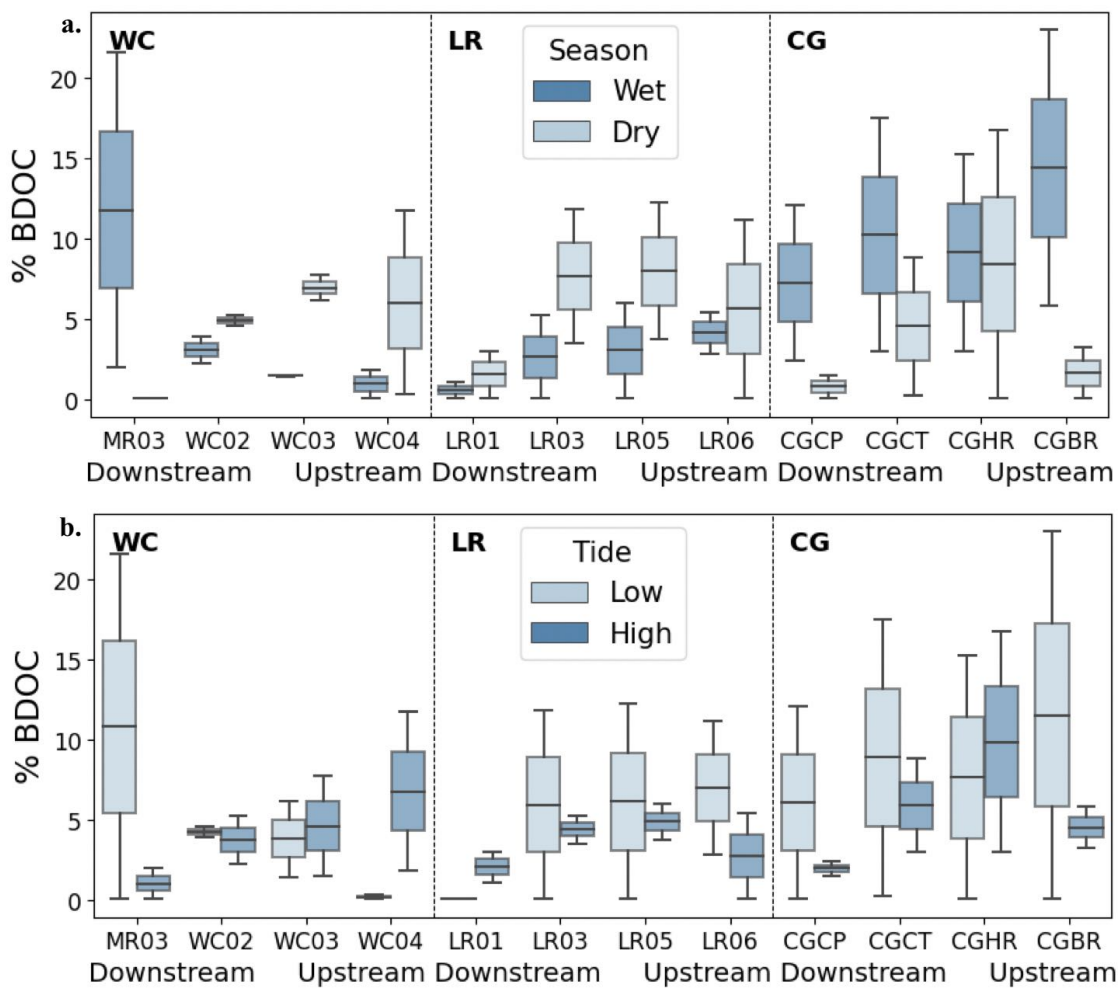 a.
WC
LR
CG
Season
Wet
Dry
% BDOC
20
15
10
5
0
MR03 WC02 WC03 WC04 LR01 LR03 LR05 LR06 CGCP CGCT CGHR CGBR
Downstream Upstream Downstream Upstream Downstream Upstream
b.
WC
LR
CG
Tide
Low
High
% BDOC
20
15
10
5
0
MR03 WC02 WC03 WC04 LR01 LR03 LR05 LR06 CGCP CGCT CGHR CGBR
Downstream Upstream Downstream Upstream Downstream Upstream